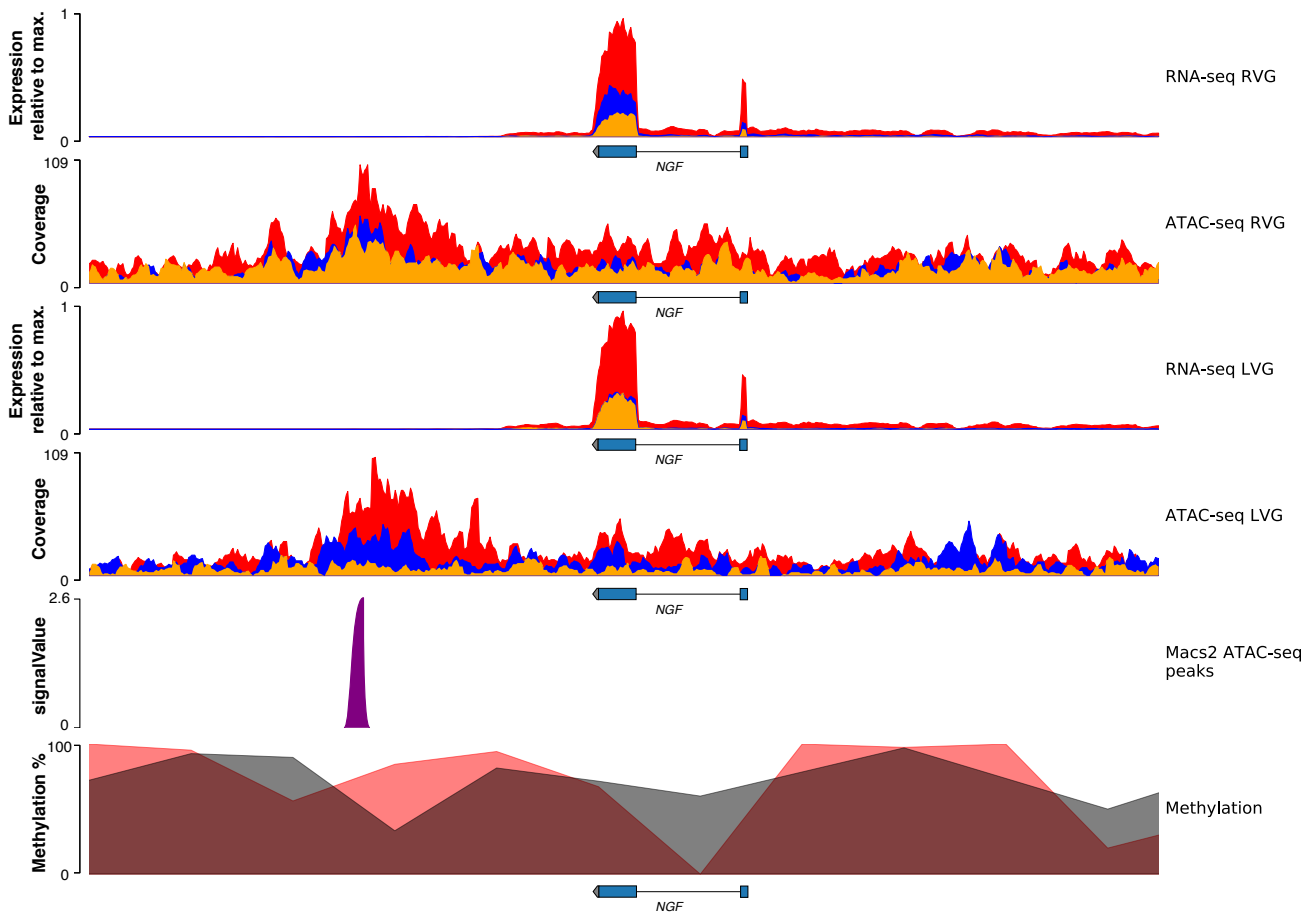 Expression
relative to max.
1
0
RNA-seq RVG
NGF
Coverage
109
0
ATAC-seq RVG
NGF
Expression
relative to max.
1
0
RNA-seq LVG
NGF
Coverage
109
0
ATAC-seq LVG
NGF
signalValue
2.6
0
Macs2 ATAC-seq
peaks
Methylation %
100
0
Methylation
NGF